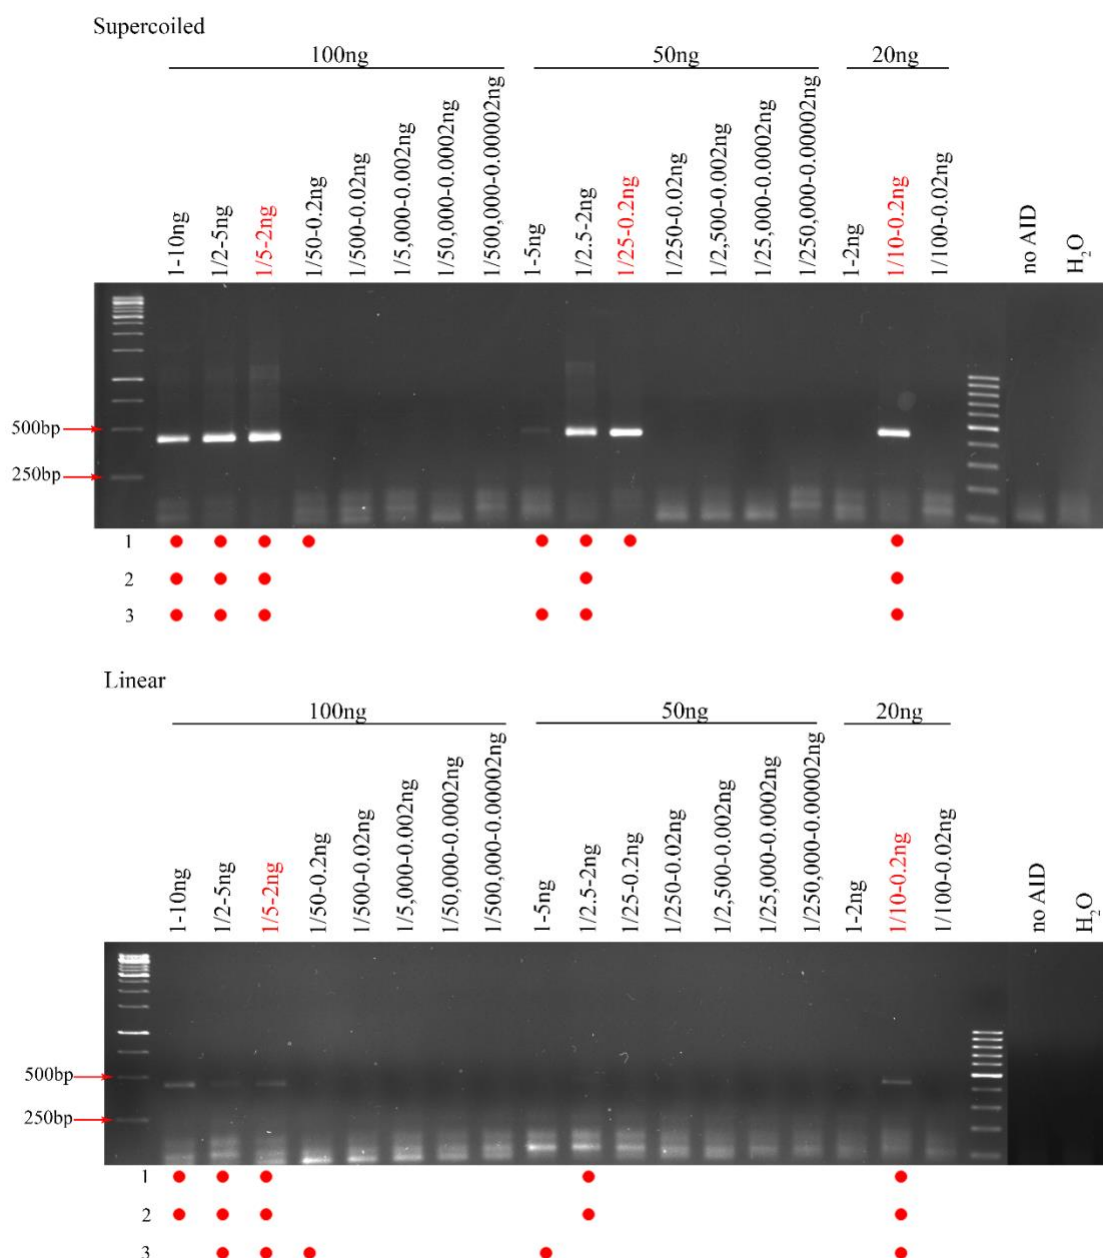 Supercoiled
100ng 50ng 20ng
1-10ng
1/2-5ng
1/5-2ng
1/50-0.2ng
1/500-0.02ng
1/5,000-0.002ng
1/50,000-0.0002ng
1/500,000-0.00002ng
1-5ng
1/2.5-2ng
1/25-0.2ng
1/250-0.02ng
1/2,500-0.002ng
1/25,000-0.0002ng
1/250,000-0.00002ng
1-2ng
1/10-0.2ng
1/100-0.02ng
no AID
H₂O
500bp
250bp
1
2
3
Linear
100ng 50ng 20ng
1-10ng
1/2-5ng
1/5-2ng
1/50-0.2ng
1/500-0.02ng
1/5,000-0.002ng
1/50,000-0.0002ng
1/500,000-0.00002ng
1-5ng
1/2.5-2ng
1/25-0.2ng
1/250-0.02ng
1/2,500-0.002ng
1/25,000-0.0002ng
1/250,000-0.00002ng
1-2ng
1/10-0.2ng
1/100-0.02ng
no AID
H₂O
500bp
250bp
1
2
3